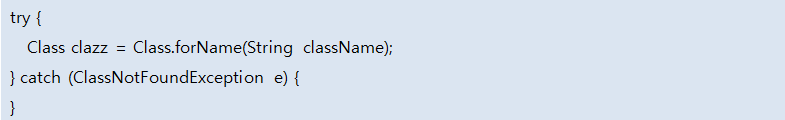 try {
Class clazz = Class.forName(String className);
} catch (ClassNotFoundException e) {
}